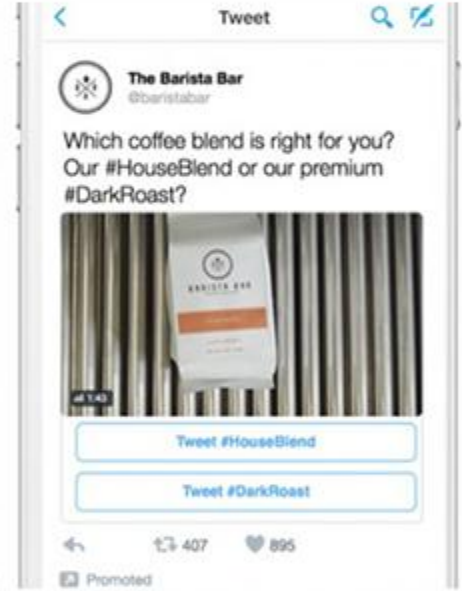 Tweet
The Barista Bar
@baristabar
Which coffee blend is right for you?
Our #HouseBlend or our premium
#DarkRoast?
BARISTA BAR
1:43
Tweet #HouseBlend
Tweet #DarkRoast
407 895
Promoted